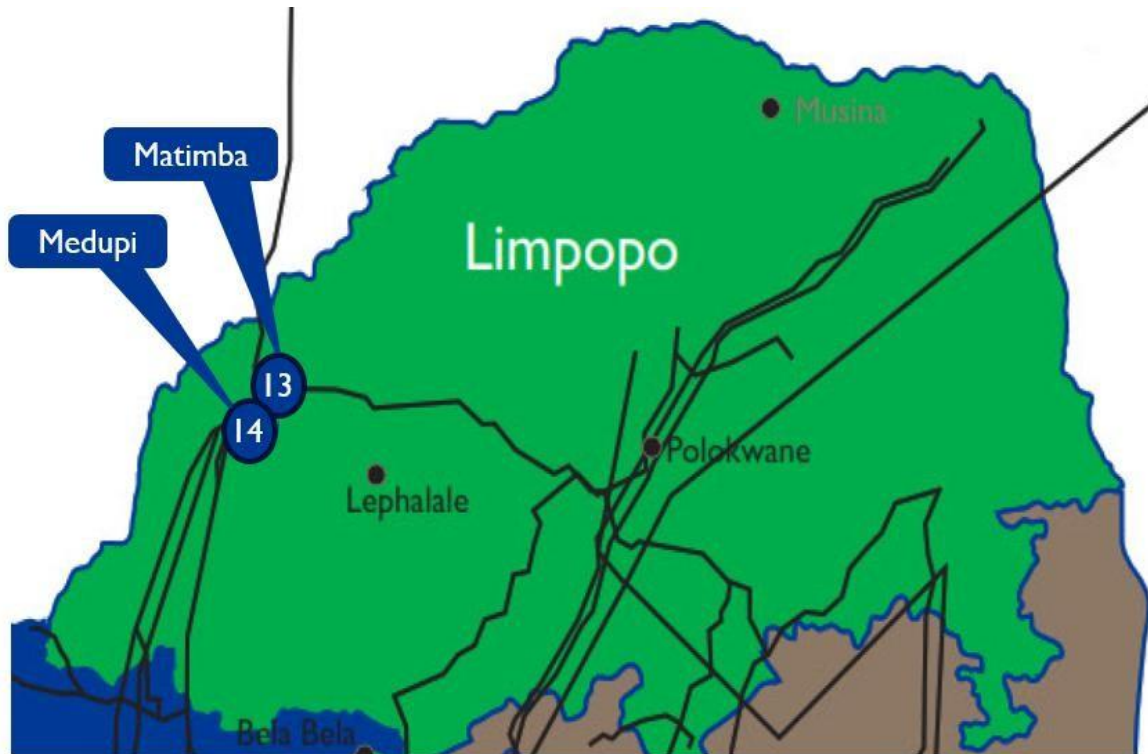 Musina
Matimba
Medupi
Limpopo
13
14
Polokwane
Lephalale
Bela Bela